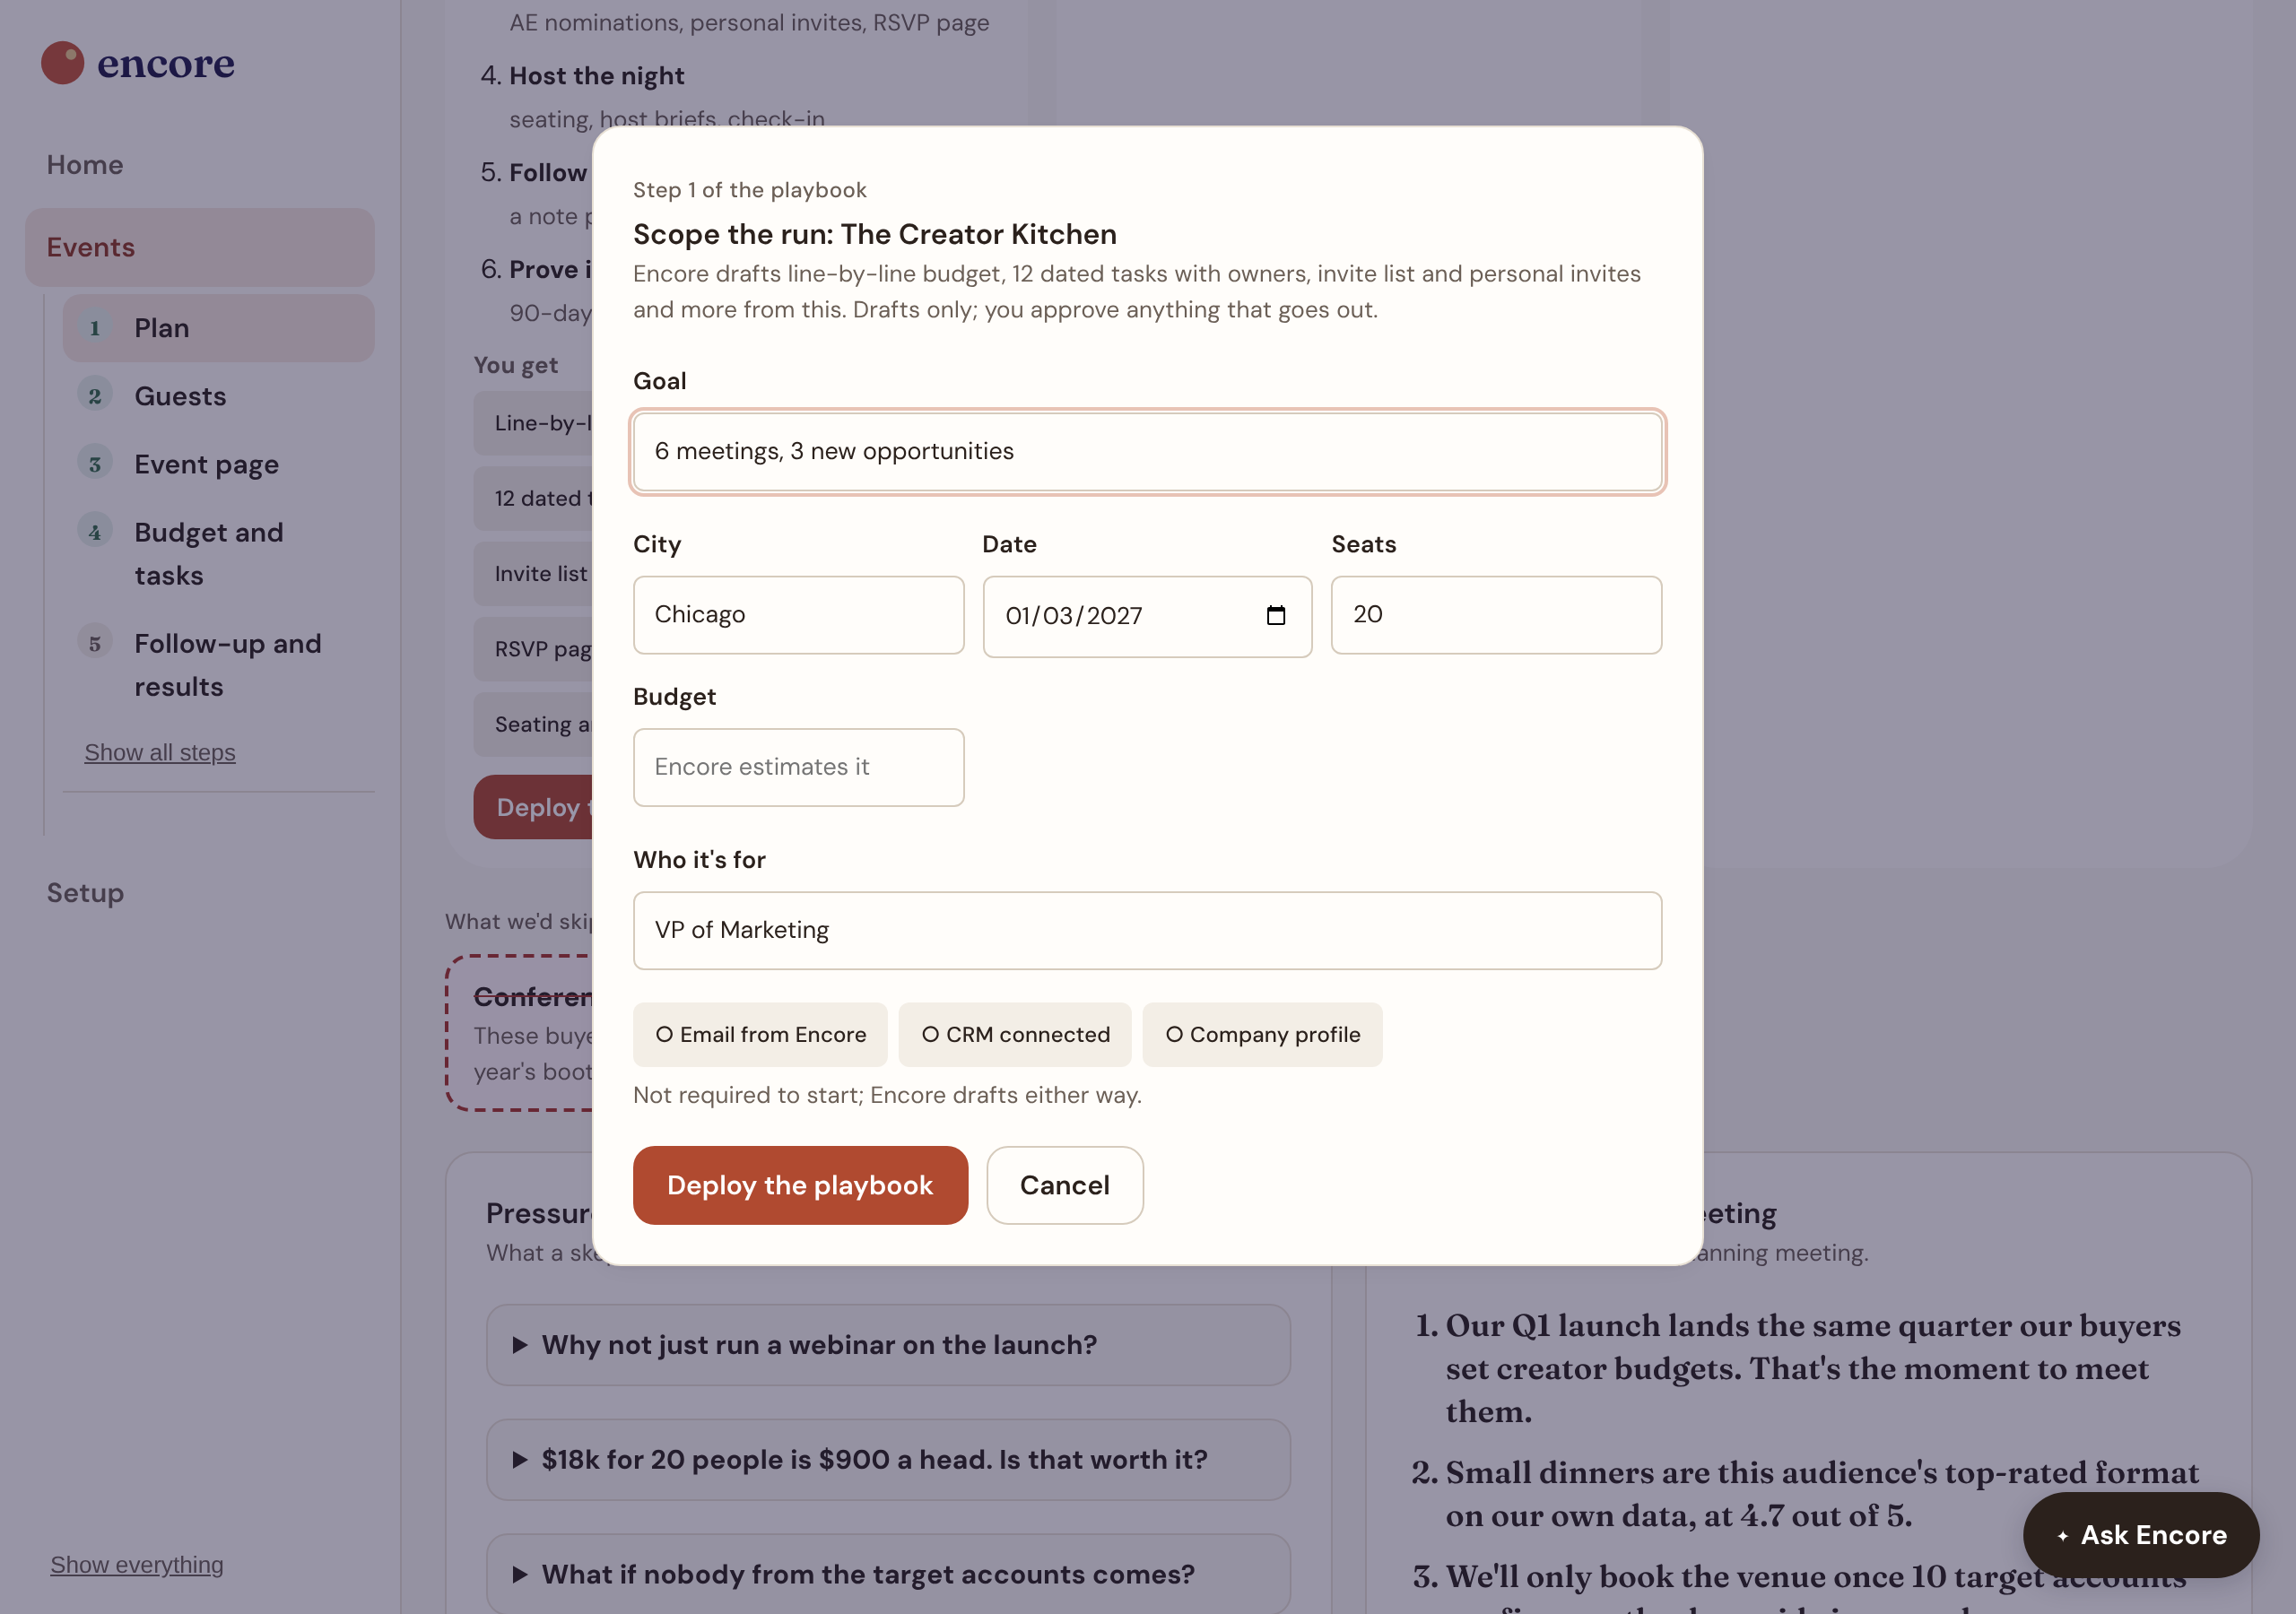 encore
Home
Events
1 Plan
2 Guests
3 Event page
4 Budget and
tasks
5 Follow-up and
results
Show all steps
Setup
Show everything
AE nominations, personal invites, RSVP page
4. Host the night
seating, host briefs, check-in
5. Follow
a note
6. Prove
90-day
You get
Line-by-
12 dated
Invite list
RSVP
Seating
Deploy
What we'd
Conferen
These
year's
Step 1 of the playbook
Scope the run: The Creator Kitchen
Encore drafts line-by-line budget, 12 dated tasks with owners, invite list and personal invites
and more from this. Drafts only; you approve anything that goes out.
Goal
6 meetings, 3 new opportunities
City Date Seats
Chicago 01/03/2027 20
Budget
Encore estimates it
Who it's for
VP of Marketing
Email from Encore CRM connected Company profile
Not required to start; Encore drafts either way.
Deploy the playbook Cancel
Pressur
What a
Why not just run a webinar on the launch?
$18k for 20 people is $900 a head. Is that worth it?
What if nobody from the target accounts comes?
eeting
anning meeting.
1. Our Q1 launch lands the same quarter our buyers
set creator budgets. That's the moment to meet
them.
2. Small dinners are this audience's top-rated format
on our own data, at 4.7 out of 5.
3. We'll only book the venue once 10 target accounts
Ask Encore